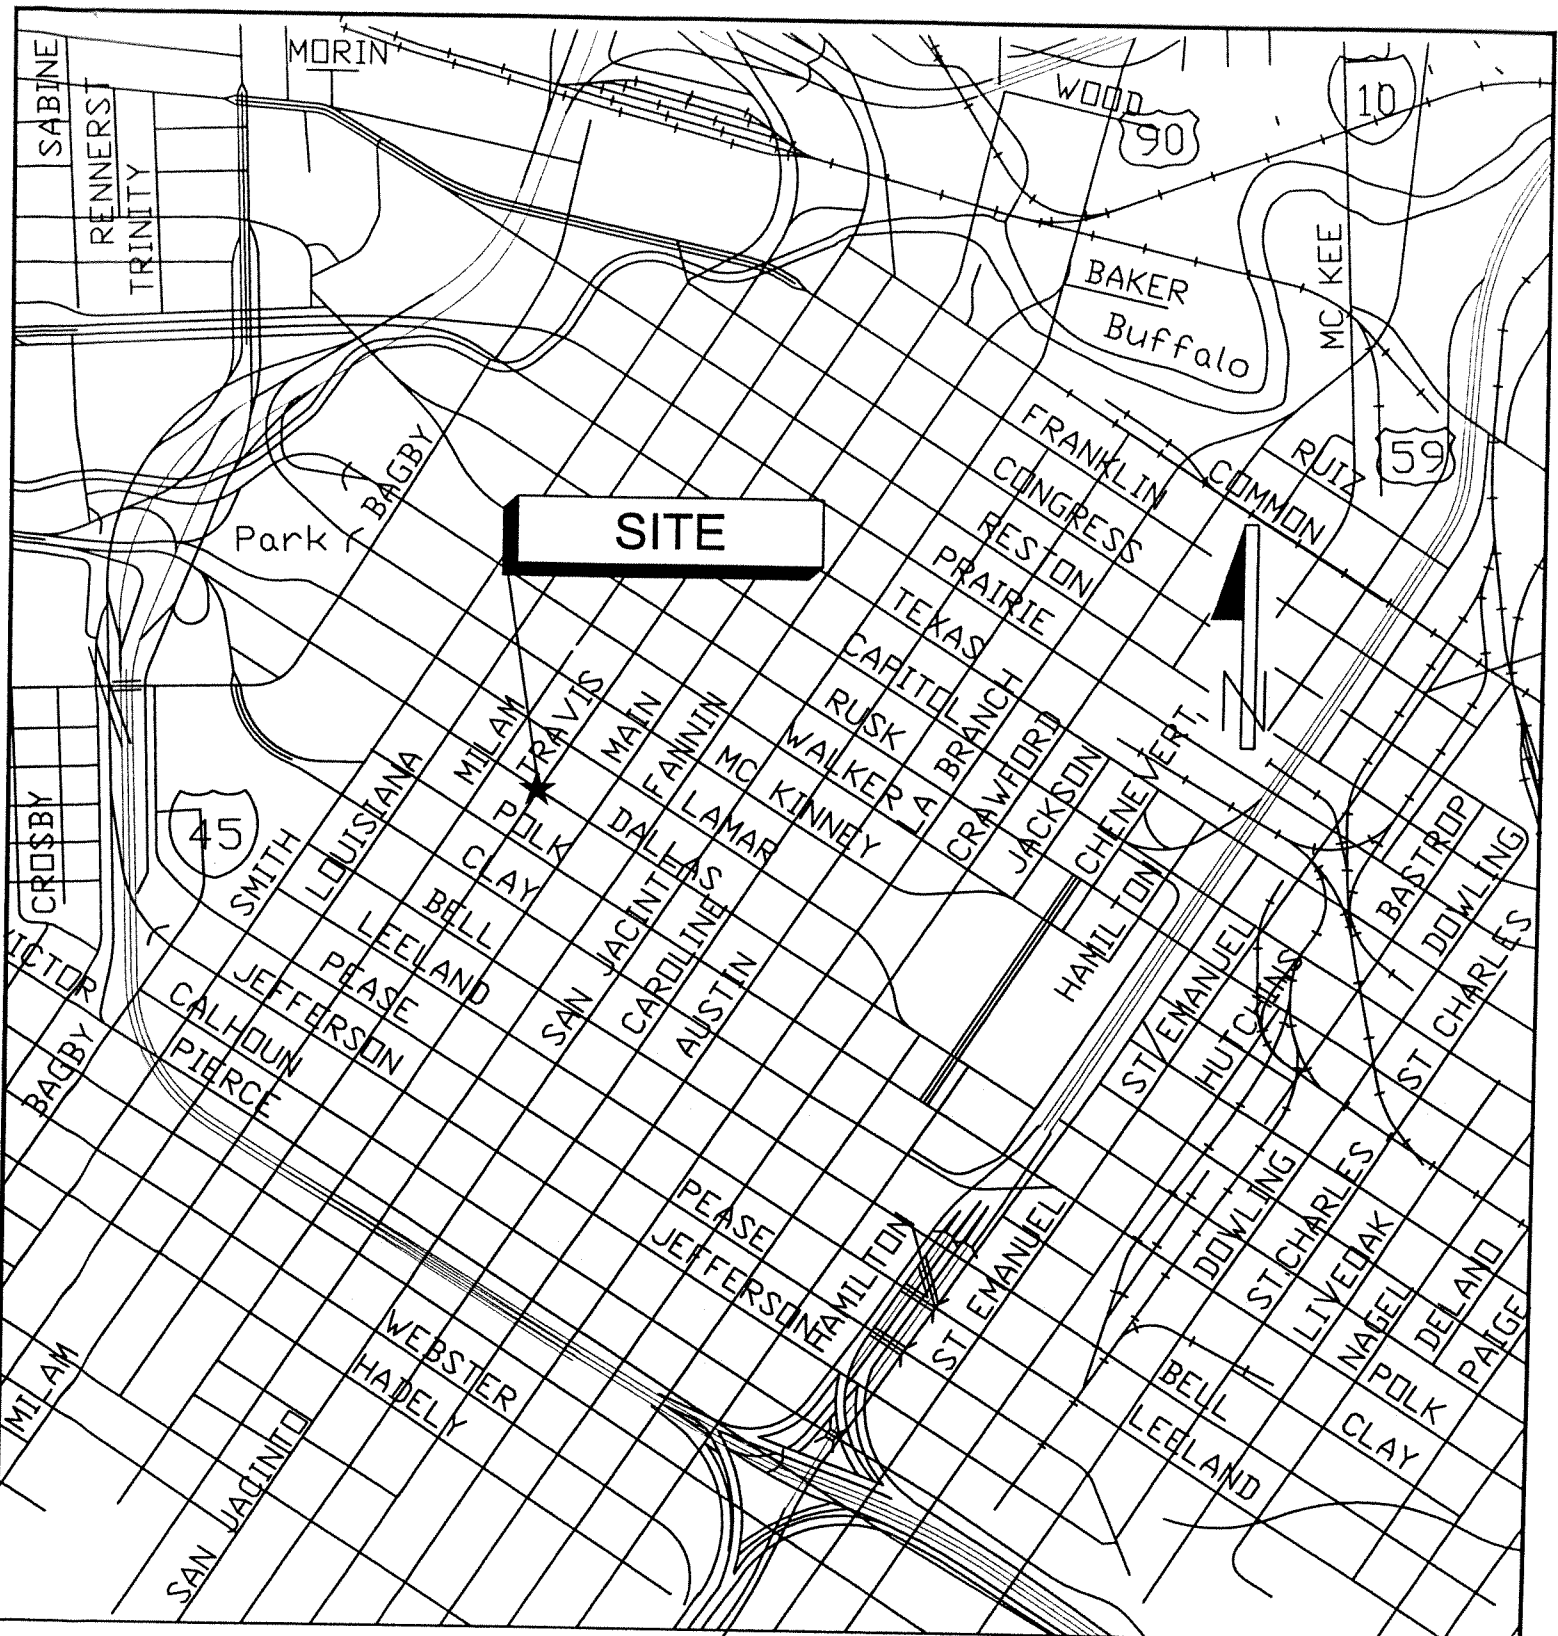 MORIN
SABINE
RENNERST
TRINITY
WOOD
90
10
MC KEE
BAKER
Buffalo
FRANKLIN
CONGRESS
RESTON
PRAIRIE
TEXAS
CAPITOL
RUSK
WALKER
MC KINNEY
LAMAR
DALLAS
RUIZ
59
COMMON
BAGBY
Park
SITE
N
MILAM
TRAVIS
MAIN
FANNIN
LA BRANCH
CRAWFORD
JACKSON
CHENEVERT
HAMILTON
45
CROSBY
SMITH
LOUISIANA
POLK
CLAY
BELL
LEELAND
PEASE
JEFFERSON
CALHOUN
PIERCE
SAN JACINTO
CAROLINE
AUSTIN
BASTROP
DOWLING
ST CHARLES
ST EMANUEL
HUTCHINS
VICTOR
BAGBY
PEASE
JEFFERSON
HAMILTON
HAMILTON
ST EMANUEL
DOWLING
ST.CHARLES
LIVEOAK
NAGEL
DELANO
PAIGE
POLK
CLAY
BELL
LEELAND
WEBSTER
HADELY
MILAM
SAN JACINTO